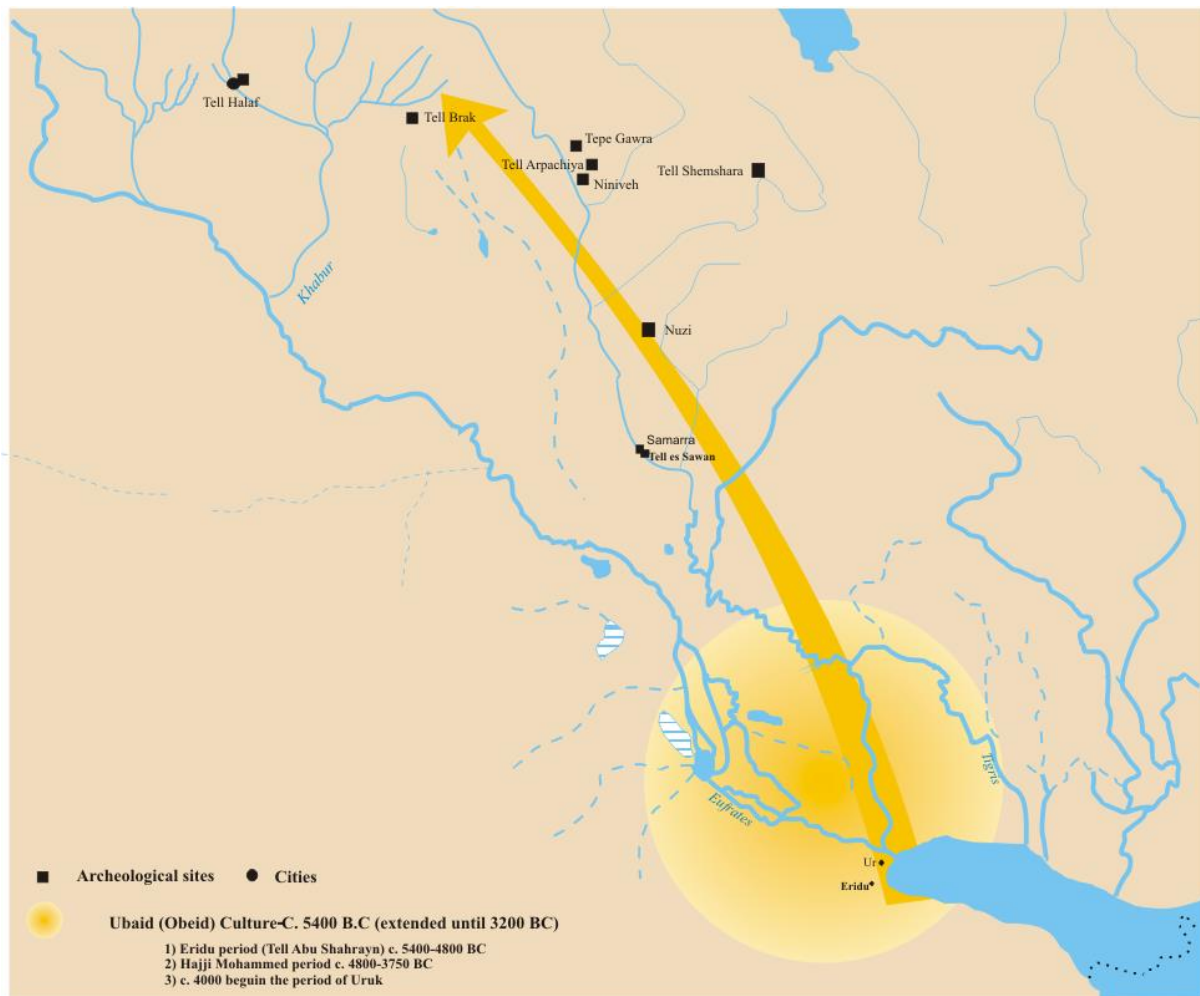 Tell Halaf
Tell Brak
Tepe Gawra
Tell Arpachiya
Niniveh
Tell Shemshara
Khabur
Nuzi
Samarra
Tell es Sawan
Tigris
Eufrates
Ur
Eridu
Archeological sites
Cities
Ubaid (Obeid) Culture-C. 5400 B.C (extended until 3200 BC)
1) Eridu period (Tell Abu Shahrayn) c. 5400-4800 BC
2) Hajji Mohammed period c. 4800-3750 BC
3) c. 4000 beguin the period of Uruk